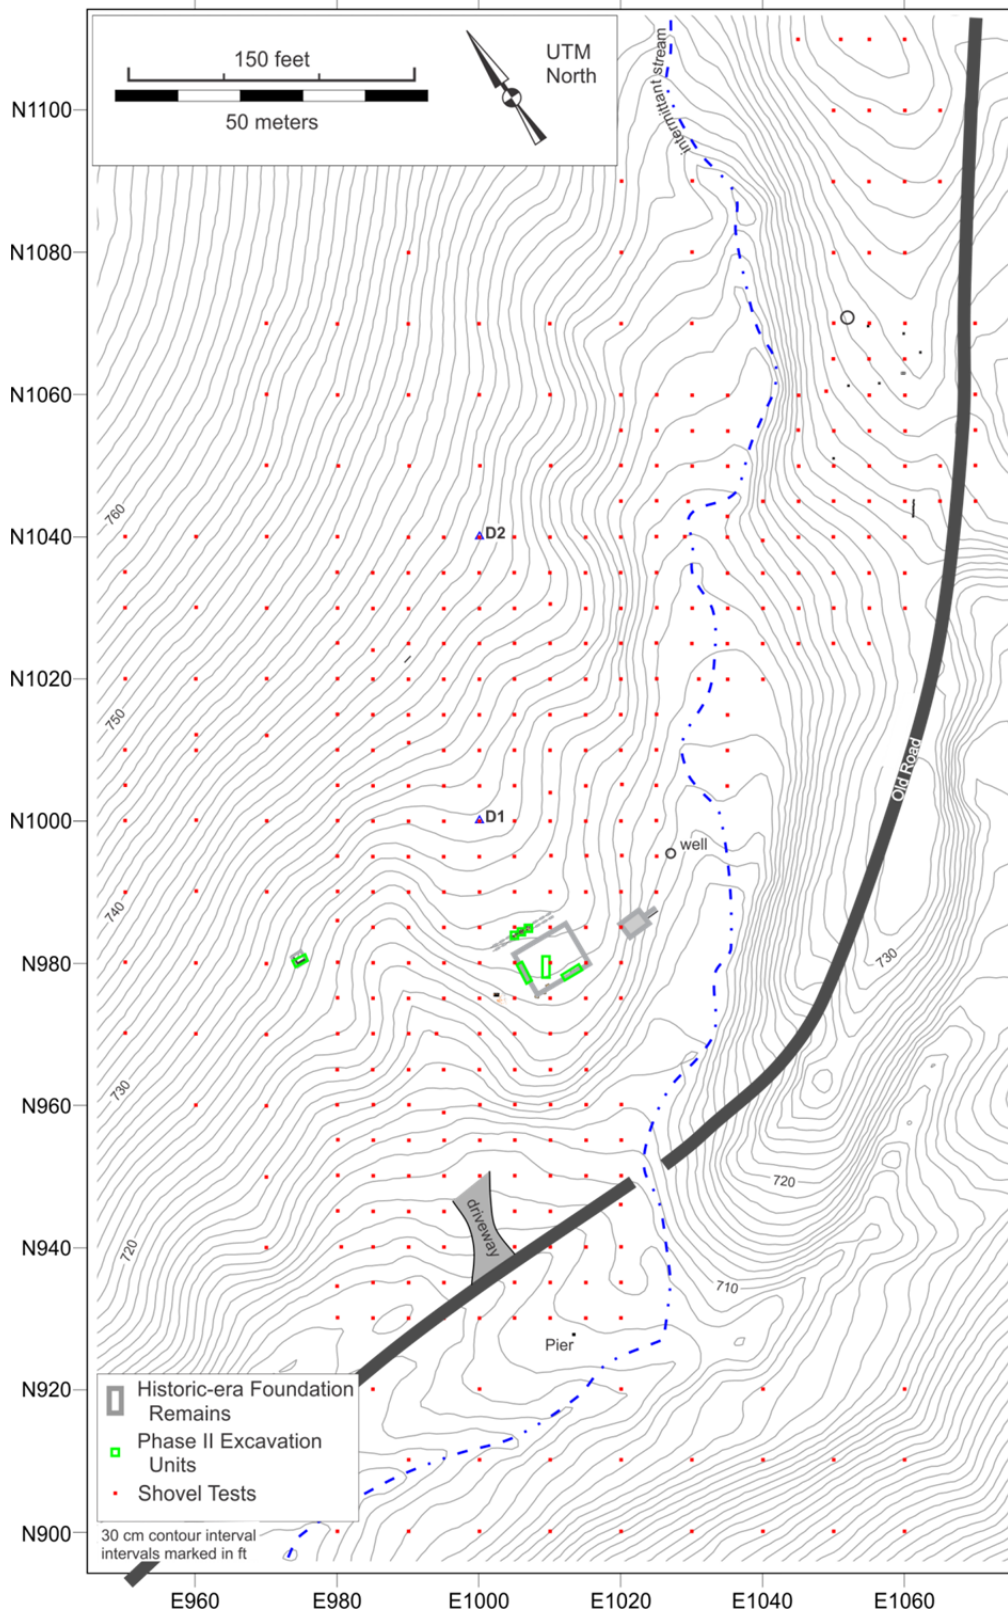 150 feet
50 meters
UTM
North
intermittant stream
N1100
N1080
N1060
760
N1040
D2
N1020
750
Old Road
N1000
D1
well
740
N980
730
730
N960
720
driveway
720
N940
710
Pier
N920
Historic-era Foundation
Remains
Phase II Excavation
Units
Shovel Tests
N900
30 cm contour interval
intervals marked in ft
E960
E980
E1000
E1020
E1040
E1060